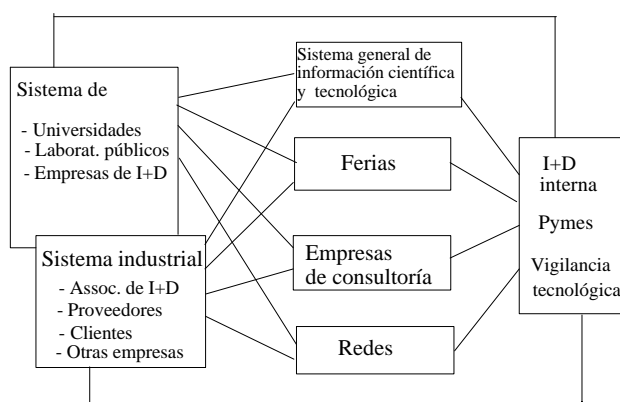 Sistema de
- Universidades
- Laborat. públicos
- Empresas de I+D
Sistema industrial
- Assoc. de I+D
- Proveedores
- Clientes
- Otras empresas
Sistema general de
información científica
y tecnológica
Ferias
Empresas
de consultoría
Redes
I+D
interna
Pymes
Vigilancia
tecnológica